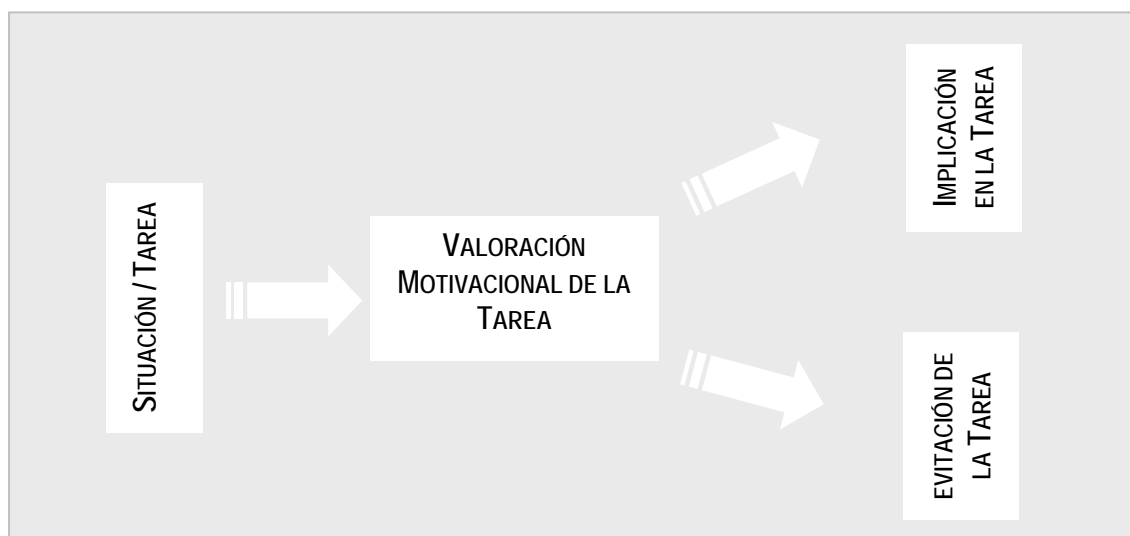 SITUACIÓN / TAREA
VALORACIÓN
MOTIVACIONAL DE LA
TAREA
IMPLICACIÓN
EN LA TAREA
EVITACIÓN DE
LA TAREA